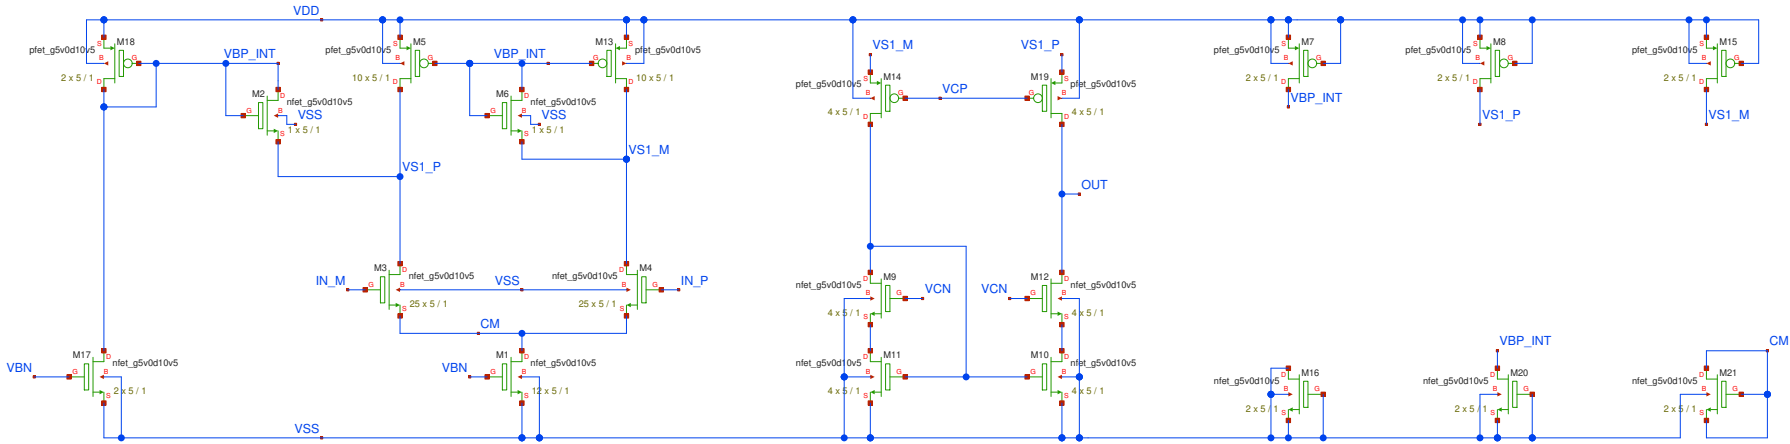 VDD
M18
pfet_g5v0d10v5
2 x 5 / 1
S
B
G
D
VBP_INT
M2
nfet_g5v0d10v5
VSS
1 x 5 / 1
G
D
B
S
M5
pfet_g5v0d10v5
10 x 5 / 1
S
B
G
D
VBP_INT
M6
nfet_g5v0d10v5
VSS
1 x 5 / 1
G
D
B
S
M13
pfet_g5v0d10v5
10 x 5 / 1
S
B
G
D
VS1_P
VS1_M
IN_M
M3
nfet_g5v0d10v5
25 x 5 / 1
G
D
B
S
VSS
M4
nfet_g5v0d10v5
25 x 5 / 1
G
D
B
S
IN_P
CM
VBN
M17
nfet_g5v0d10v5
2 x 5 / 1
G
D
B
S
VBN
M1
nfet_g5v0d10v5
12 x 5 / 1
G
D
B
S
VSS
VS1_M
M14
pfet_g5v0d10v5
4 x 5 / 1
S
B
G
D
VCP
VS1_P
M19
pfet_g5v0d10v5
4 x 5 / 1
S
B
G
D
OUT
M9
nfet_g5v0d10v5
4 x 5 / 1
D
B
G
S
VCN
VCN
M12
nfet_g5v0d10v5
4 x 5 / 1
D
B
G
S
M11
nfet_g5v0d10v5
4 x 5 / 1
D
B
G
S
M10
nfet_g5v0d10v5
4 x 5 / 1
D
B
G
S
M7
pfet_g5v0d10v5
2 x 5 / 1
S
B
G
D
VBP_INT
M8
pfet_g5v0d10v5
2 x 5 / 1
S
B
G
D
VS1_P
M15
pfet_g5v0d10v5
2 x 5 / 1
S
B
G
D
VS1_M
M16
nfet_g5v0d10v5
2 x 5 / 1
D
B
G
S
VBP_INT
M20
nfet_g5v0d10v5
2 x 5 / 1
D
B
G
S
CM
M21
nfet_g5v0d10v5
2 x 5 / 1
D
B
G
S